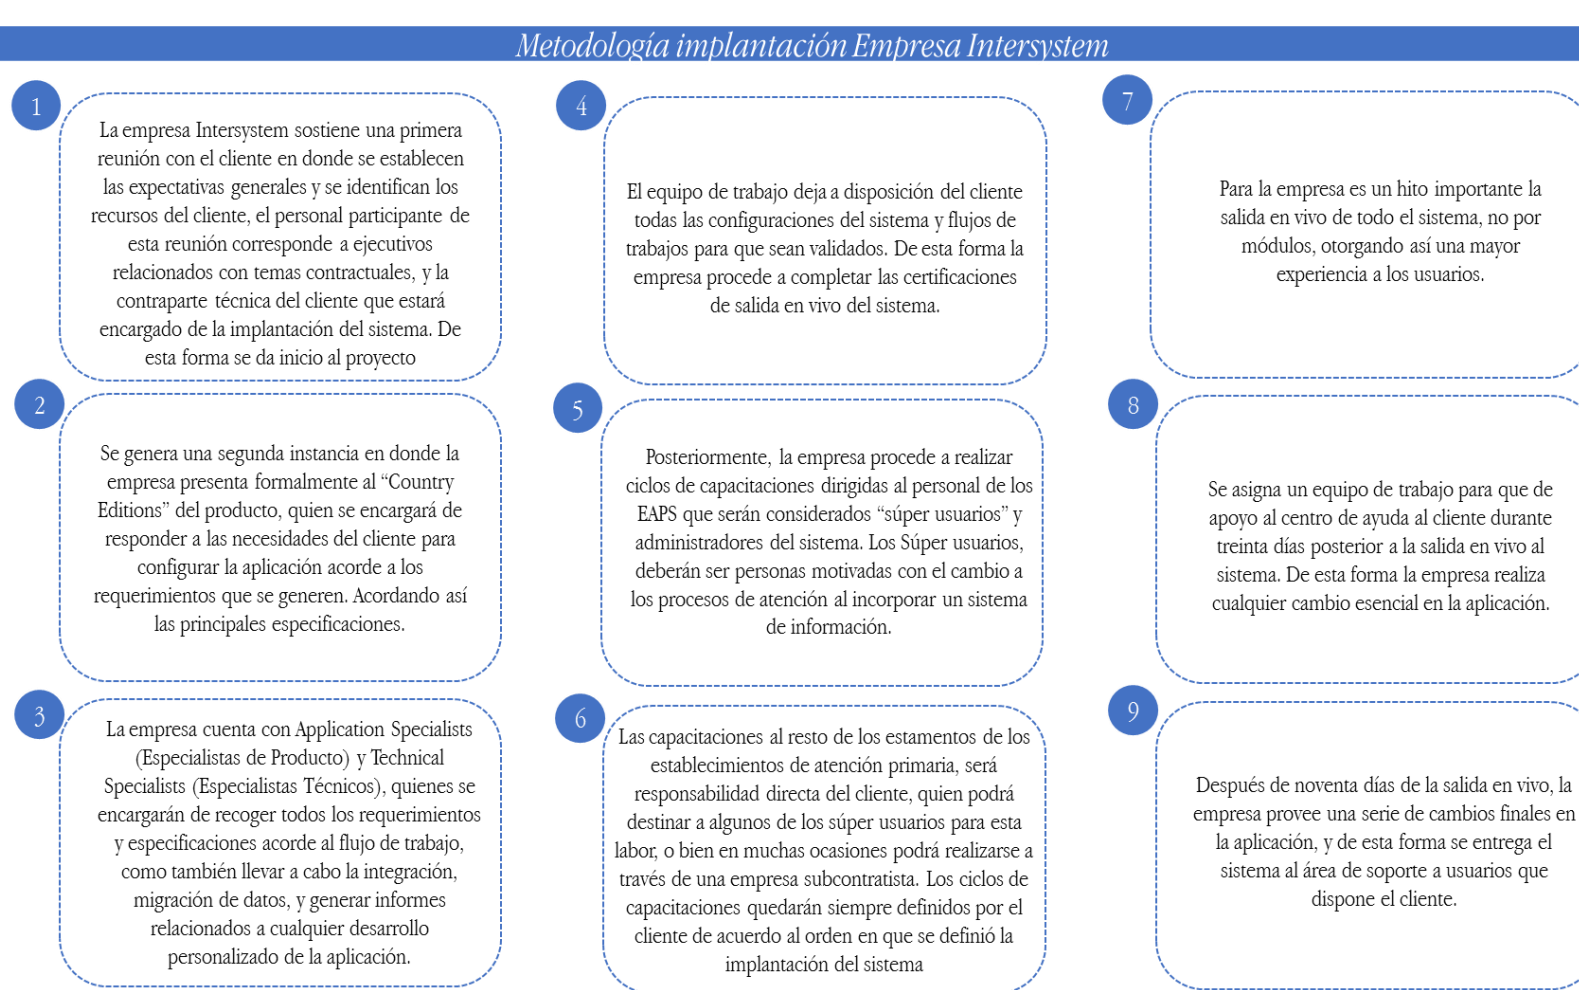 Metodología implantación Empresa Intersystem
1
La empresa Intersystem sostiene una primera
reunión con el cliente en donde se establecen
las expectativas generales y se identifican los
recursos del cliente, el personal participante de
esta reunión corresponde a ejecutivos
relacionados con temas contractuales, y la
contraparte técnica del cliente que estará
encargado de la implantación del sistema. De
esta forma se da inicio al proyecto
2
Se genera una segunda instancia en donde la
empresa presenta formalmente al “Country
Editions” del producto, quien se encargará de
responder a las necesidades del cliente para
configurar la aplicación acorde a los
requerimientos que se generen. Acordando así
las principales especificaciones.
3
La empresa cuenta con Application Specialists
(Especialistas de Producto) y Technical
Specialists (Especialistas Técnicos), quienes se
encargarán de recoger todos los requerimientos
y especificaciones acorde al flujo de trabajo,
como también llevar a cabo la integración,
migración de datos, y generar informes
relacionados a cualquier desarrollo
personalizado de la aplicación.
4
El equipo de trabajo deja a disposición del cliente
todas las configuraciones del sistema y flujos de
trabajos para que sean validados. De esta forma la
empresa procede a completar las certificaciones
de salida en vivo del sistema.
5
Posteriormente, la empresa procede a realizar
ciclos de capacitaciones dirigidas al personal de los
EAPS que serán considerados “súper usuarios” y
administradores del sistema. Los Súper usuarios,
deberán ser personas motivadas con el cambio a
los procesos de atención al incorporar un sistema
de información.
6
Las capacitaciones al resto de los estamentos de los
establecimientos de atención primaria, será
responsabilidad directa del cliente, quien podrá
destinar a algunos de los súper usuarios para esta
labor, o bien en muchas ocasiones podrá realizarse a
través de una empresa subcontratista. Los ciclos de
capacitaciones quedarán siempre definidos por el
cliente de acuerdo al orden en que se definió la
implantación del sistema
7
Para la empresa es un hito importante la
salida en vivo de todo el sistema, no por
módulos, otorgando así una mayor
experiencia a los usuarios.
8
Se asigna un equipo de trabajo para que de
apoyo al centro de ayuda al cliente durante
treinta días posterior a la salida en vivo al
sistema. De esta forma la empresa realiza
cualquier cambio esencial en la aplicación.
9
Después de noventa días de la salida en vivo, la
empresa provee una serie de cambios finales en
la aplicación, y de esta forma se entrega el
sistema al área de soporte a usuarios que
dispone el cliente.